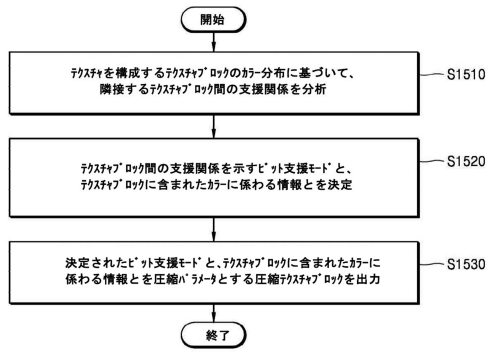 開始
テクスチャを構成するテクスチャブロックのカラー分布に基づいて、
隣接するテクスチャブロック間の支援関係を分析
S1510
テクスチャブロック間の支援関係を示すビット支援モードと、
テクスチャブロックに含まれたカラーに係わる情報とを決定
S1520
決定されたビット支援モードと、テクスチャブロックに含まれたカラーに
係わる情報とを圧縮パラメータとする圧縮テクスチャブロックを出力
S1530
終了